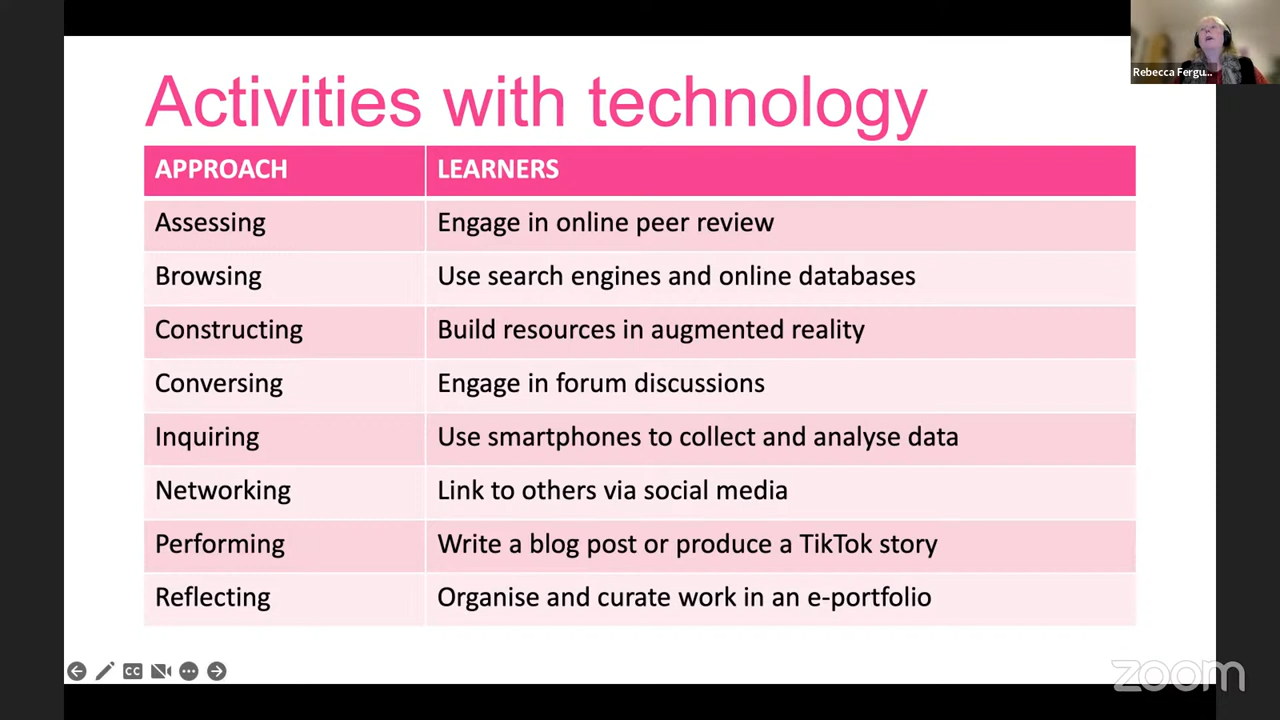 Activities with technology
Rebecca Fergu...
APPROACH LEARNERS
Assessing Engage in online peer review
Browsing Use search engines and online databases
Constructing Build resources in augmented reality
Conversing Engage in forum discussions
Inquiring Use smartphones to collect and analyse data
Networking Link to others via social media
Performing Write a blog post or produce a TikTok story
Reflecting Organise and curate work in an e-portfolio
CC
zoom